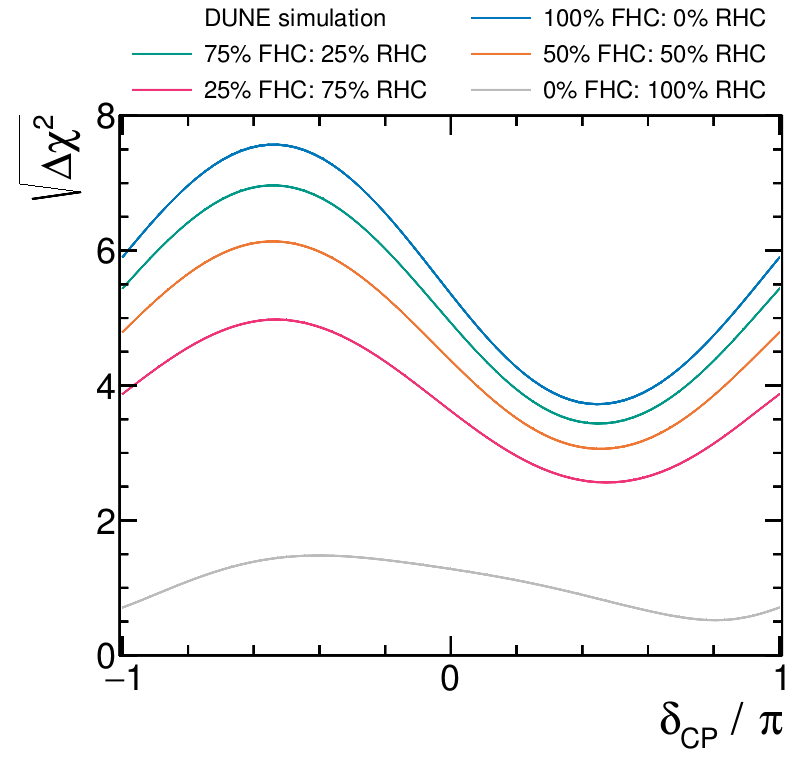 DUNE simulation
100% FHC: 0% RHC
75% FHC: 25% RHC
50% FHC: 50% RHC
25% FHC: 75% RHC
0% FHC: 100% RHC
√Δχ²
8
6
4
2
0
−1
0
1
δCP / π